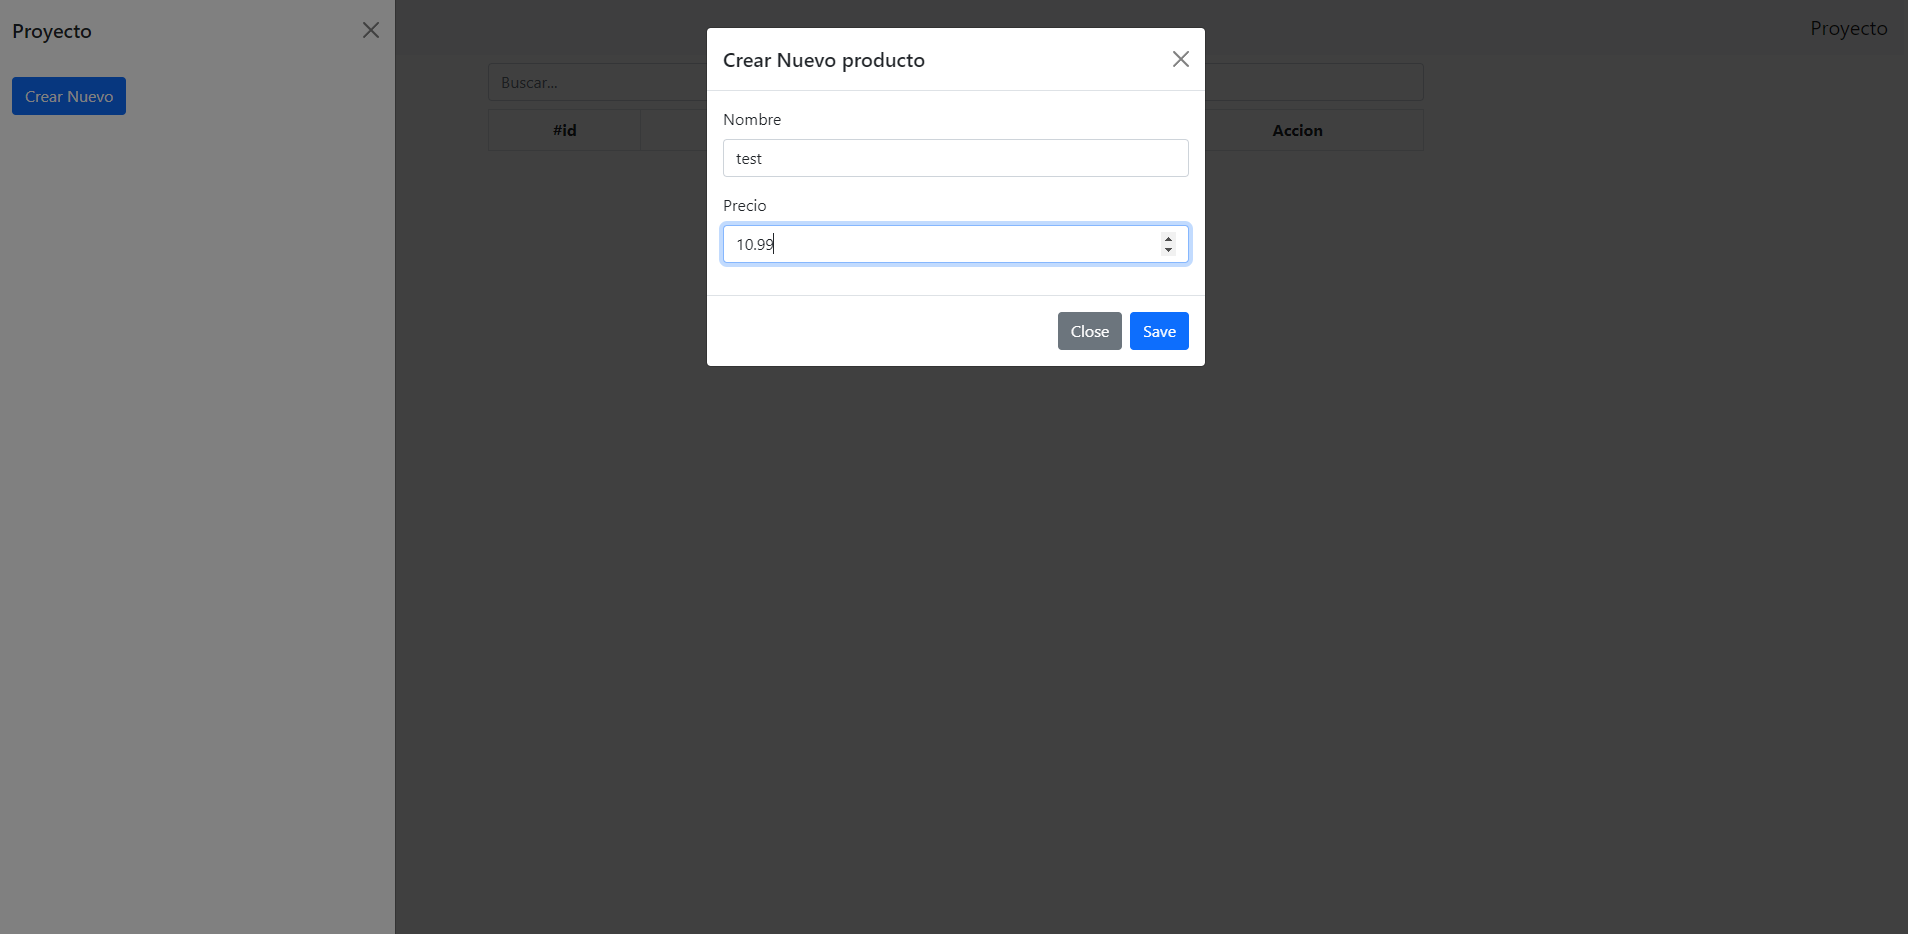 Proyecto
Crear Nuevo
Proyecto
Buscar...
#id
Accion
Crear Nuevo producto
Nombre
test
Precio
10.99
Close
Save